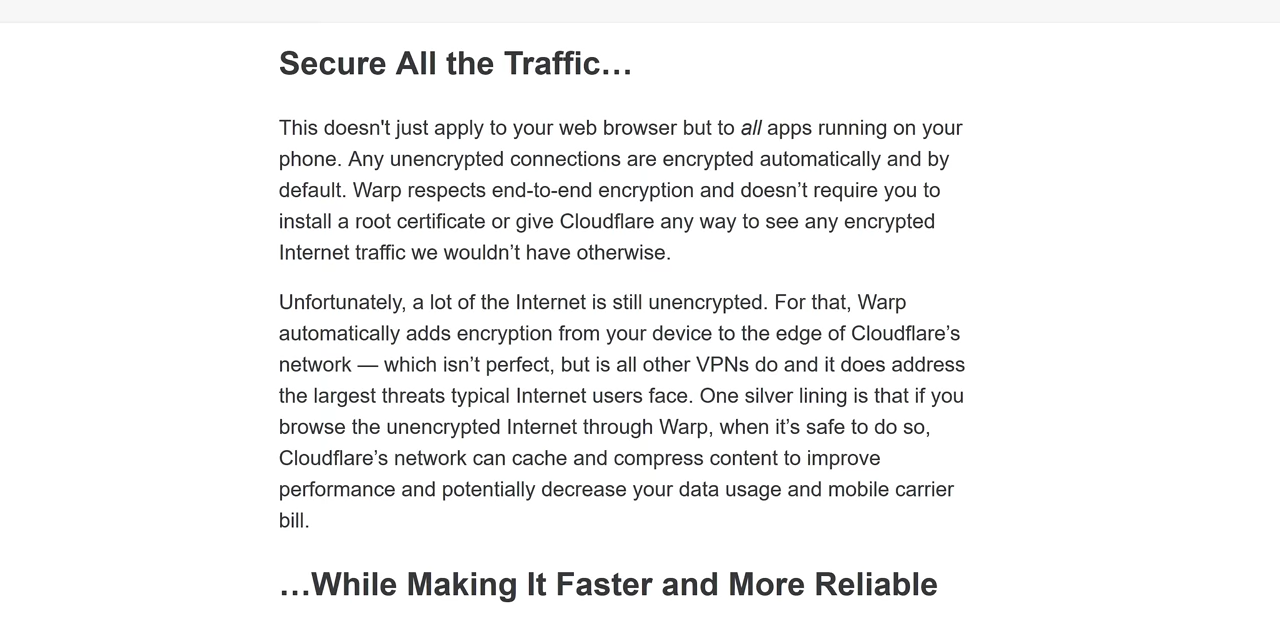 Secure All the Traffic…
This doesn't just apply to your web browser but to all apps running on your
phone. Any unencrypted connections are encrypted automatically and by
default. Warp respects end-to-end encryption and doesn’t require you to
install a root certificate or give Cloudflare any way to see any encrypted
Internet traffic we wouldn’t have otherwise.
Unfortunately, a lot of the Internet is still unencrypted. For that, Warp
automatically adds encryption from your device to the edge of Cloudflare’s
network — which isn’t perfect, but is all other VPNs do and it does address
the largest threats typical Internet users face. One silver lining is that if you
browse the unencrypted Internet through Warp, when it’s safe to do so,
Cloudflare’s network can cache and compress content to improve
performance and potentially decrease your data usage and mobile carrier
bill.
…While Making It Faster and More Reliable